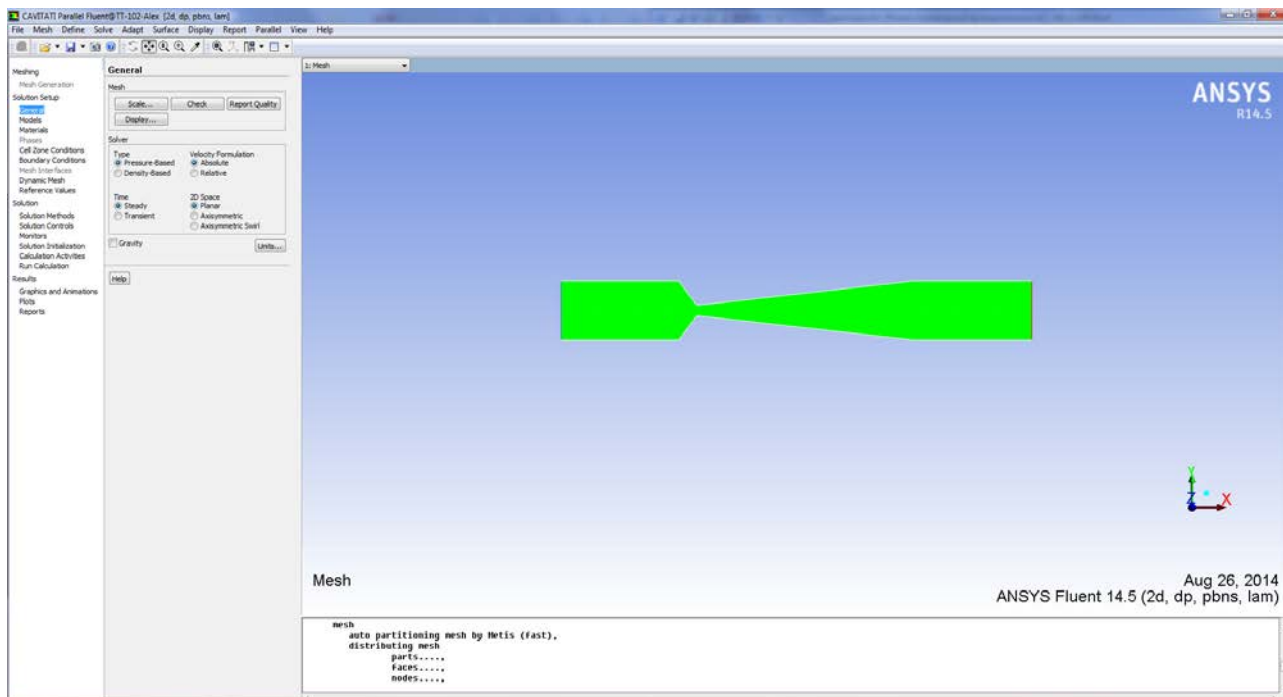 CAVITATI Parallel Fluent@TT-102-Alex [2d, dp, pbns, lam]
File Mesh Define Solve Adapt Surface Display Report Parallel View Help
Meshing
Mesh Generation
Solution Setup
General
Models
Materials
Phases
Cell Zone Conditions
Boundary Conditions
Mesh Interfaces
Dynamic Mesh
Reference Values
Solution
Solution Methods
Solution Controls
Monitors
Solution Initialization
Calculation Activities
Run Calculation
Results
Graphics and Animations
Plots
Reports
General
Mesh
Scale... Check Report Quality
Display...
Solver
Type Velocity Formulation
Pressure-Based Absolute
Density-Based Relative
Time 2D Space
Steady Planar
Transient Axisymmetric
Axisymmetric Swirl
Gravity Units...
Help
1: Mesh
ANSYS
R14.5
Y
Z X
Mesh
Aug 26, 2014
ANSYS Fluent 14.5 (2d, dp, pbns, lam)
mesh
auto partitioning mesh by Metis (fast),
distributing mesh
parts....,
faces....,
nodes....,